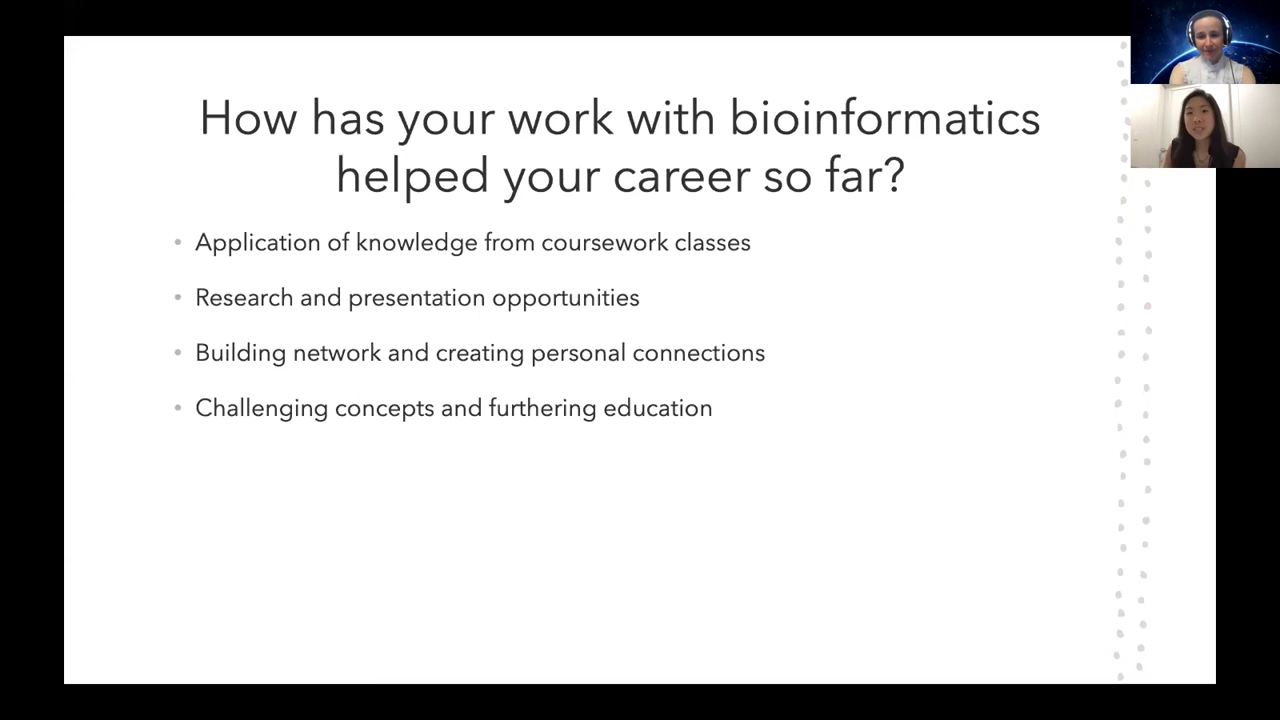 How has your work with bioinformatics
helped your career so far?
• Application of knowledge from coursework classes
• Research and presentation opportunities
• Building network and creating personal connections
• Challenging concepts and furthering education